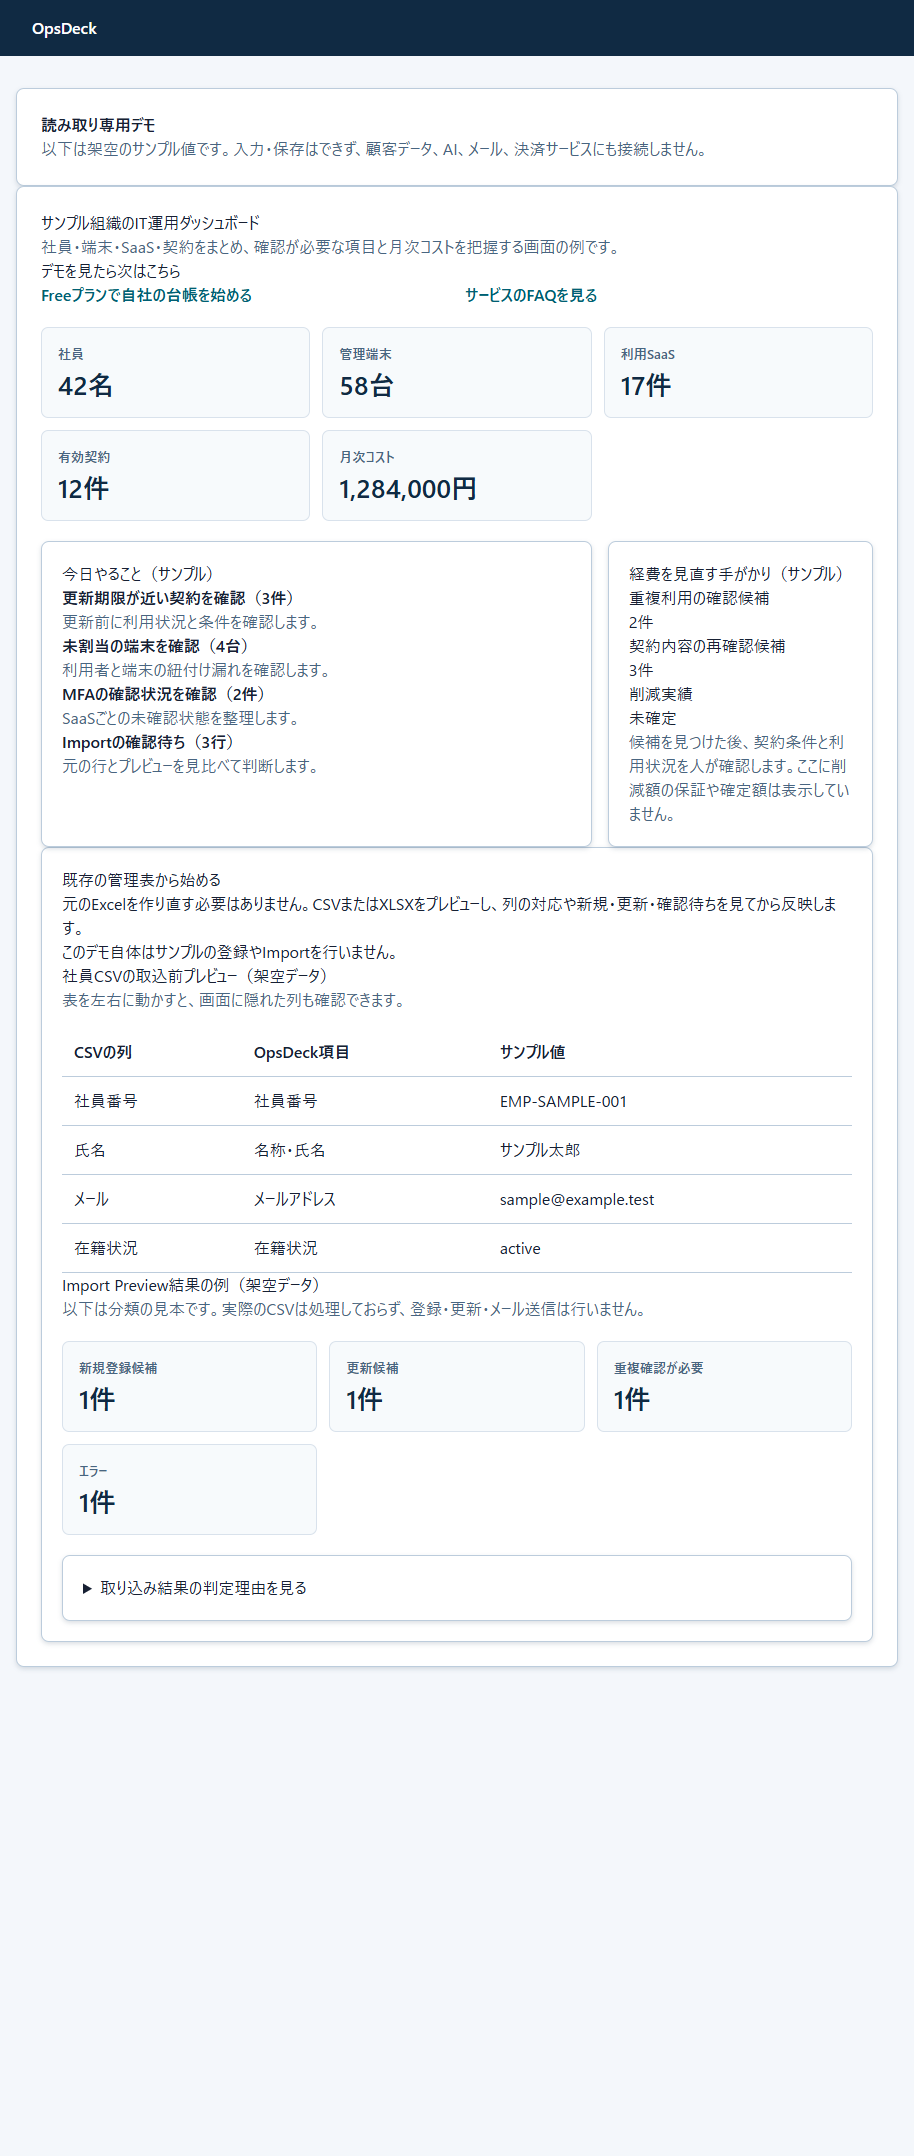 OpsDeck
読み取り専用デモ
以下は架空のサンプル値です。入力・保存はできず、顧客データ、AI、メール、決済サービスにも接続しません。
サンプル組織のIT運用ダッシュボード
社員・端末・SaaS・契約をまとめ、確認が必要な項目と月次コストを把握する画面の例です。
デモを見たら次はこちら
Freeプランで自社の台帳を始める
サービスのFAQを見る
社員
42名
管理端末
58台
利用SaaS
17件
有効契約
12件
月次コスト
1,284,000円
今日やること（サンプル）
更新期限が近い契約を確認（3件）
更新前に利用状況と条件を確認します。
未割当の端末を確認（4台）
利用者と端末の紐付け漏れを確認します。
MFAの確認状況を確認（2件）
SaaSごとの未確認状態を整理します。
Importの確認待ち（3行）
元の行とプレビューを見比べて判断します。
経費を見直す手がかり（サンプル）
重複利用の確認候補
2件
契約内容の再確認候補
3件
削減実績
未確定
候補を見つけた後、契約条件と利
用状況を人が確認します。ここに削
減額の保証や確定額は表示してい
ません。
既存の管理表から始める
元のExcelを作り直す必要はありません。CSVまたはXLSXをプレビューし、列の対応や新規・更新・確認待ちを見てから反映しま
す。
このデモ自体はサンプルの登録やImportを行いません。
社員CSVの取込前プレビュー（架空データ）
表を左右に動かすと、画面に隠れた列も確認できます。
CSVの列 OpsDeck項目 サンプル値
社員番号 社員番号 EMP-SAMPLE-001
氏名 名称・氏名 サンプル太郎
メール メールアドレス sample@example.test
在籍状況 在籍状況 active
Import Preview結果の例（架空データ）
以下は分類の見本です。実際のCSVは処理しておらず、登録・更新・メール送信は行いません。
新規登録候補
1件
更新候補
1件
重複確認が必要
1件
エラー
1件
▶ 取り込み結果の判定理由を見る